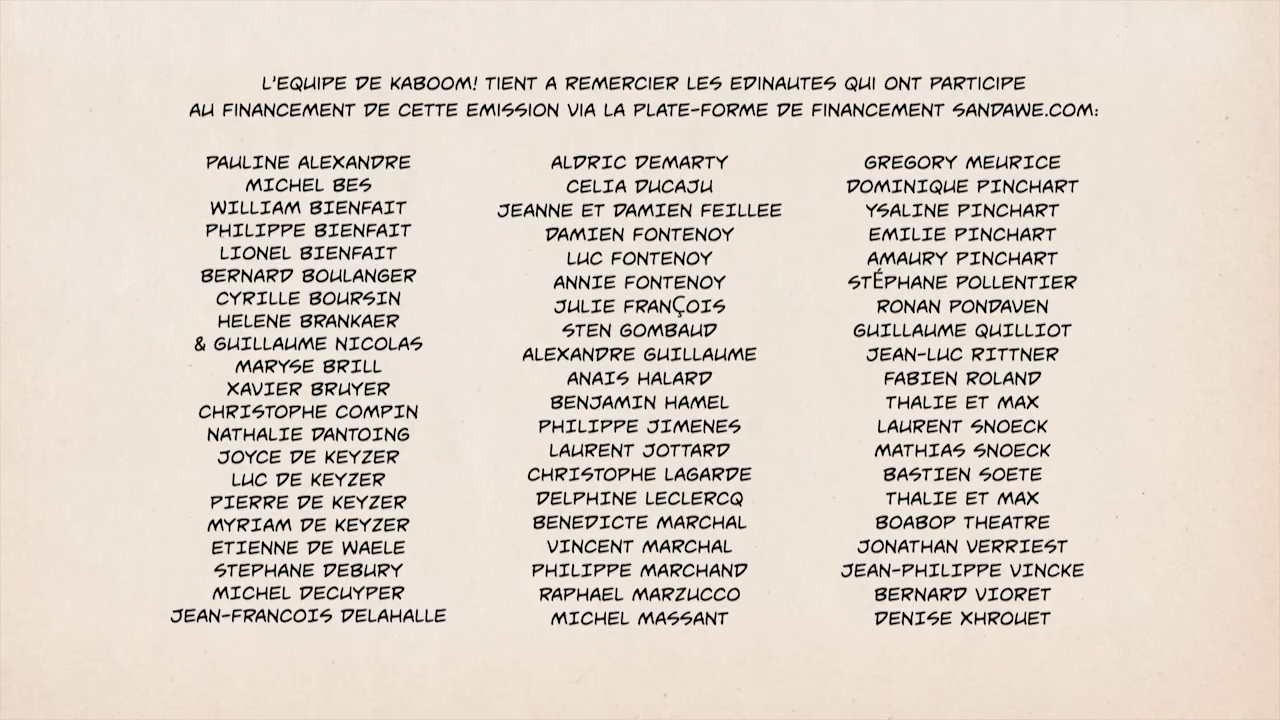 L'EQUIPE DE KABOOM! TIENT A REMERCIER LES EDINAUTES QUI ONT PARTICIPE
AU FINANCEMENT DE CETTE EMISSION VIA LA PLATE-FORME DE FINANCEMENT SANDAWE.COM:
PAULINE ALEXANDRE
MICHEL BES
WILLIAM BIENFAIT
PHILIPPE BIENFAIT
LIONEL BIENFAIT
BERNARD BOULANGER
CYRILLE BOURSIN
HELENE BRANKAER
& GUILLAUME NICOLAS
MARYSE BRILL
XAVIER BRUYER
CHRISTOPHE COMPIN
NATHALIE DANTOING
JOYCE DE KEYZER
LUC DE KEYZER
PIERRE DE KEYZER
MYRIAM DE KEYZER
ETIENNE DE WAELE
STEPHANE DEBURY
MICHEL DECUYPER
JEAN-FRANCOIS DELAHALLE
ALDRIC DEMARTY
CELIA DUCAJU
JEANNE ET DAMIEN FEILLEE
DAMIEN FONTENOY
LUC FONTENOY
ANNIE FONTENOY
JULIE FRANÇOIS
STEN GOMBAUD
ALEXANDRE GUILLAUME
ANAIS HALARD
BENJAMIN HAMEL
PHILIPPE JIMENES
LAURENT JOTTARD
CHRISTOPHE LAGARDE
DELPHINE LECLERCQ
BENEDICTE MARCHAL
VINCENT MARCHAL
PHILIPPE MARCHAND
RAPHAEL MARZUCCO
MICHEL MASSANT
GREGORY MEURICE
DOMINIQUE PINCHART
YSALINE PINCHART
EMILIE PINCHART
AMAURY PINCHART
STÉPHANE POLLENTIER
RONAN PONDAVEN
GUILLAUME QUILLIOT
JEAN-LUC RITTNER
FABIEN ROLAND
THALIE ET MAX
LAURENT SNOECK
MATHIAS SNOECK
BASTIEN SOETE
THALIE ET MAX
BOABOP THEATRE
JONATHAN VERRIEST
JEAN-PHILIPPE VINCKE
BERNARD VIORET
DENISE XHROUET